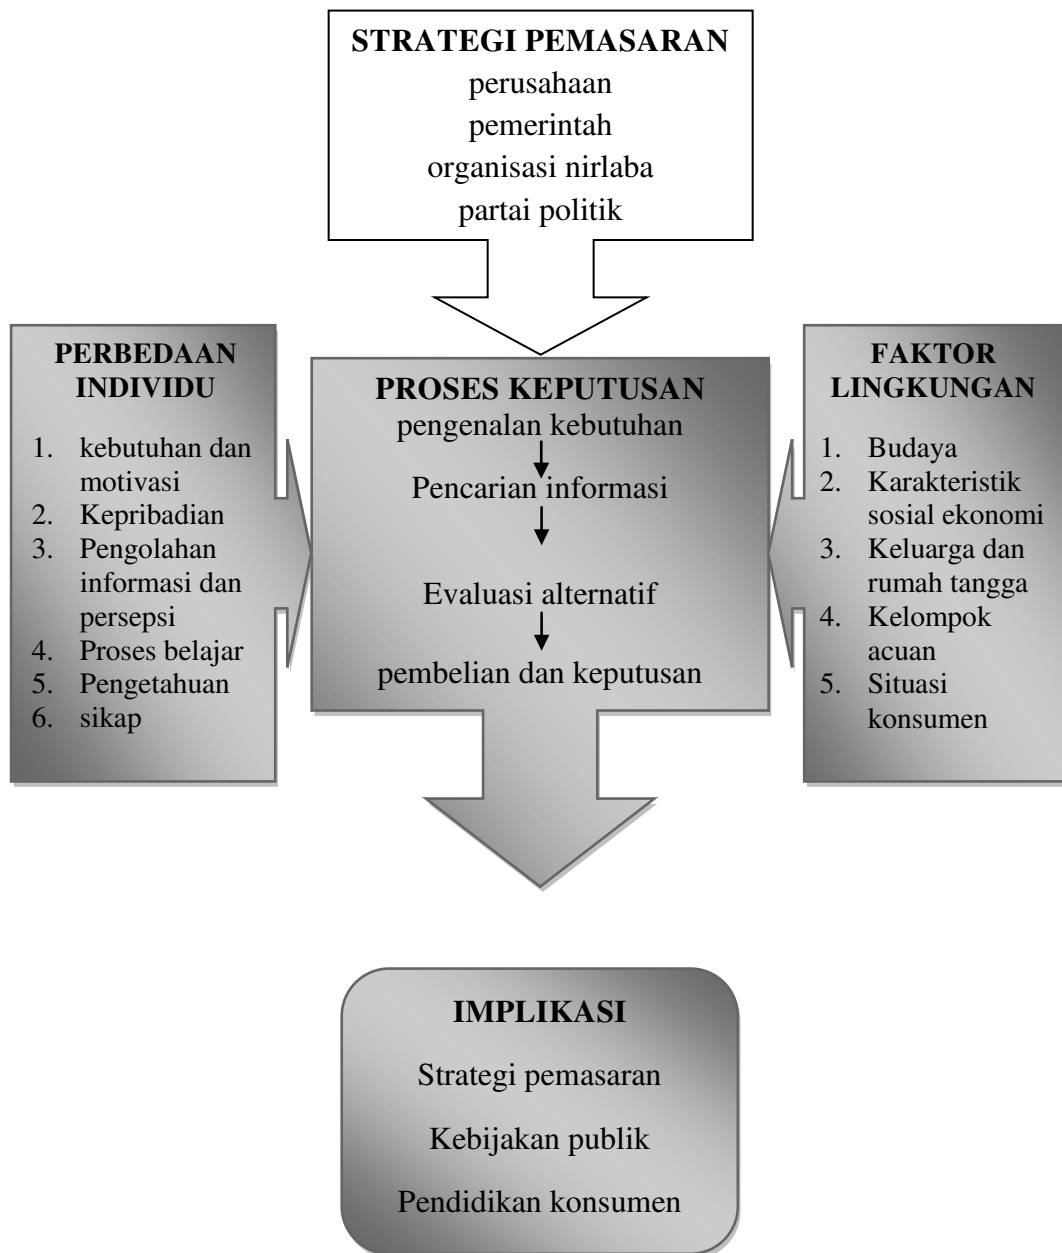 STRATEGI PEMASARAN
perusahaan
pemerintah
organisasi nirlaba
partai politik
PERBEDAAN
INDIVIDU
1. kebutuhan dan
motivasi
2. Kepribadian
3. Pengolahan
informasi dan
persepsi
4. Proses belajar
5. Pengetahuan
6. sikap
PROSES KEPUTUSAN
pengenalan kebutuhan
Pencarian informasi
Evaluasi alternatif
pembelian dan keputusan
FAKTOR
LINGKUNGAN
1. Budaya
2. Karakteristik
sosial ekonomi
3. Keluarga dan
rumah tangga
4. Kelompok
acuan
5. Situasi
konsumen
IMPLIKASI
Strategi pemasaran
Kebijakan publik
Pendidikan konsumen